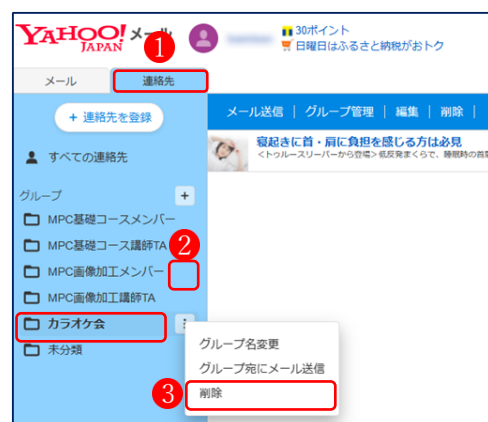 YAHOO! メール
JAPAN
1
30ポイント
日曜日はふるさと納税がおトク
メール
連絡先
+ 連絡先を登録
メール送信 | グループ管理 | 編集 | 削除 |
すべての連絡先
寝起きに首・肩に負担を感じる方は必見
＜トゥルースリーパーから登場＞低反発まくらで、睡眠時の首
グループ
+
MPC基礎コースメンバー
MPC基礎コース講師TA
2
MPC画像加工メンバー
MPC画像加工講師TA
カラオケ会
未分類
グループ名変更
グループ宛にメール送信
3
削除